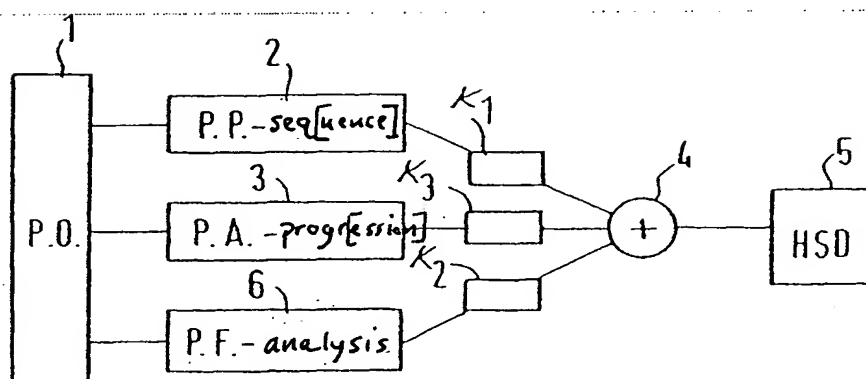 1
2
P.P.-seq[uence]
K1
3
P.A.-progr[ession]
K3
4
5
P.O.
+
HSD
K2
6
P.F.-analysis